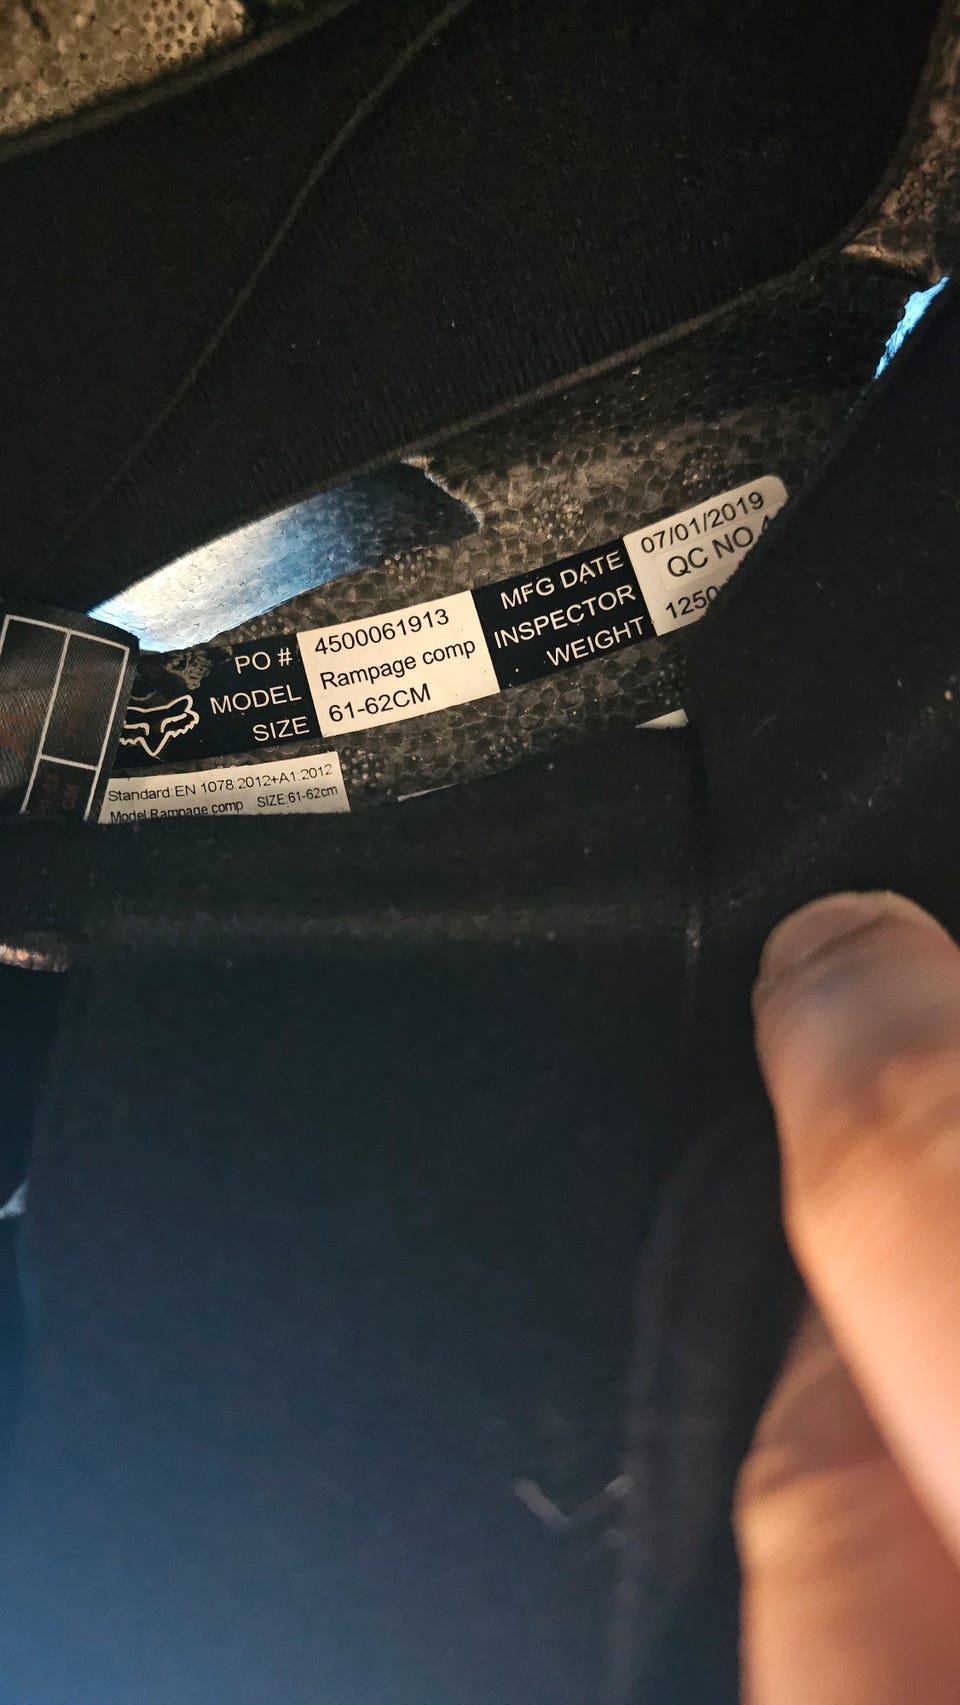 PO # 4500061913 MFG DATE 07/01/2019
MODEL Rampage comp INSPECTOR QC NO.
SIZE 61-62CM WEIGHT 1250
Standard:EN 1078:2012+A1:2012
Model:Rampage comp SIZE:61-62cm